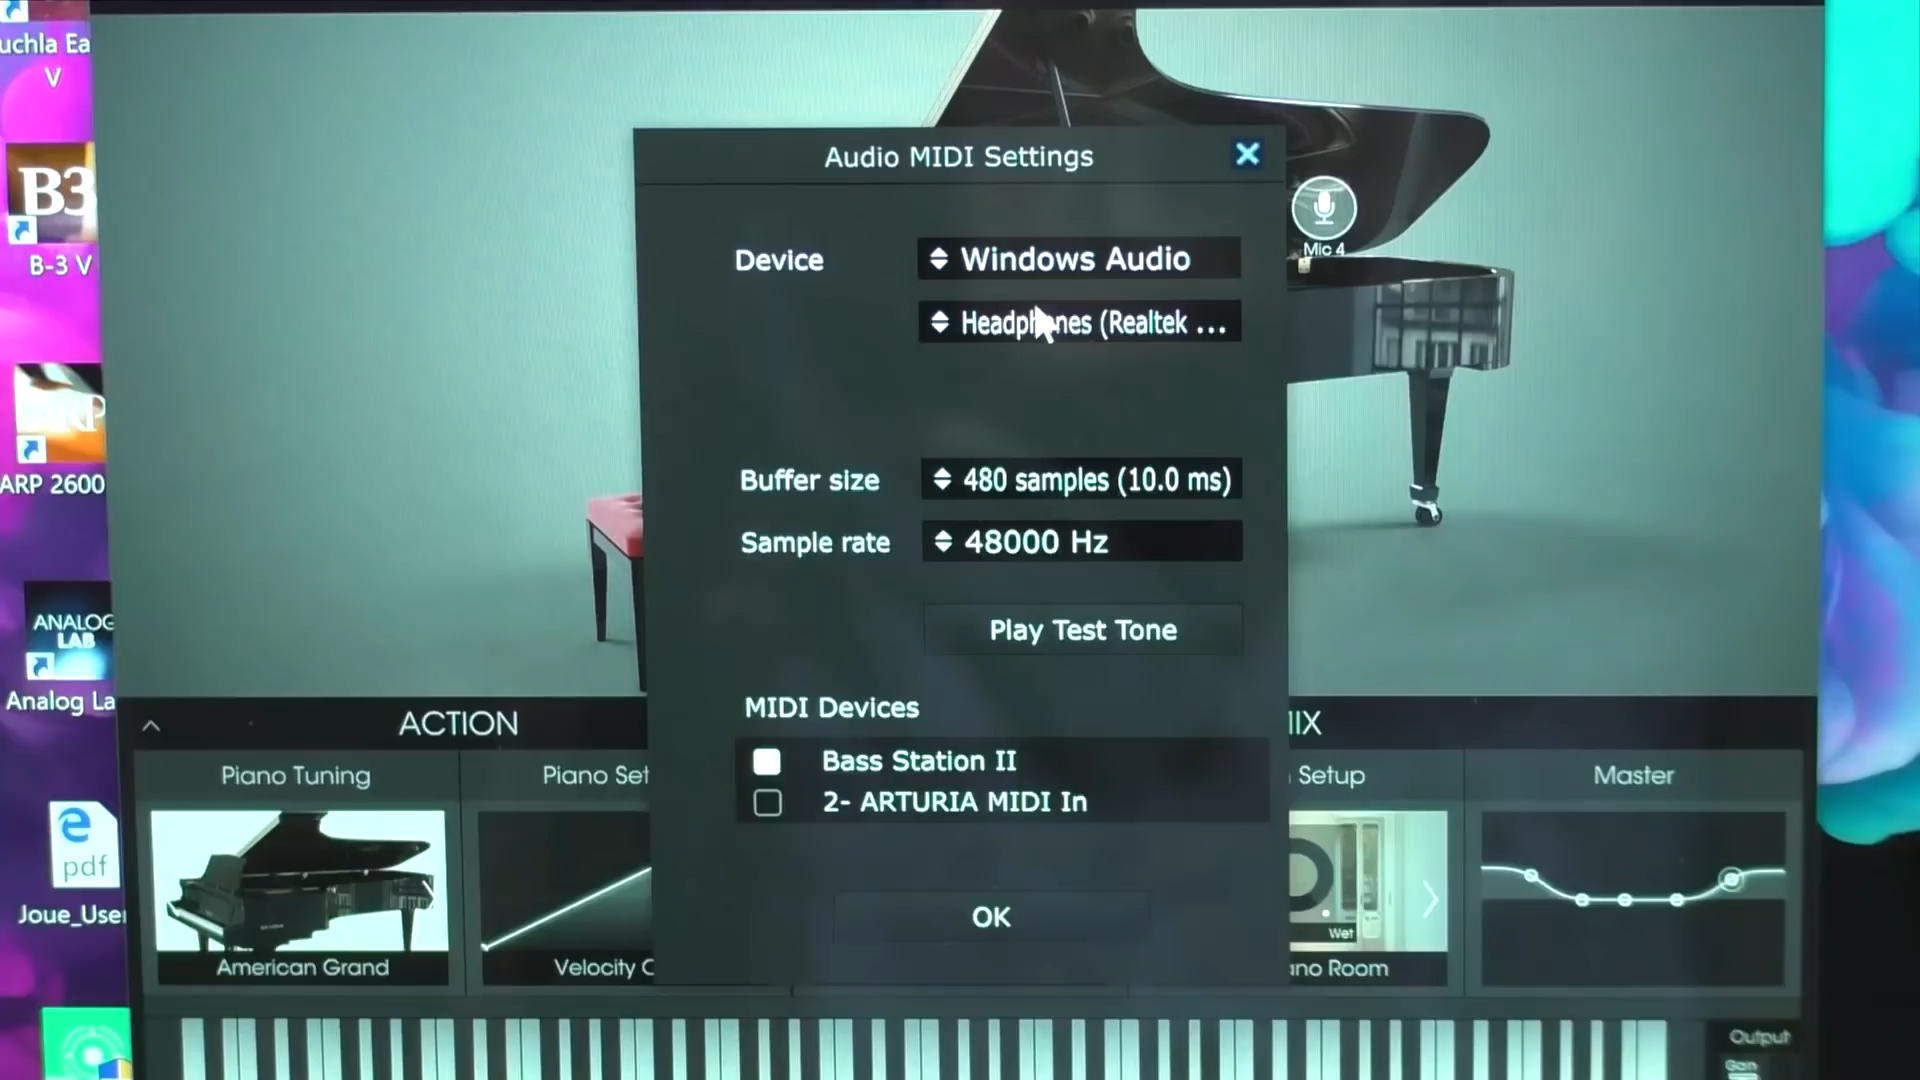 uchla Ea
V
B3
B-3 V
ARP
ARP 2600
ANALOG
LAB
Analog La
pdf
Joue_User
Audio MIDI Settings
Mic 4
Device
Windows Audio
Headphones (Realtek ...
Buffer size
480 samples (10.0 ms)
Sample rate
48000 Hz
Play Test Tone
MIDI Devices
Bass Station II
2- ARTURIA MIDI In
OK
ACTION
IX
Piano Tuning
Piano Set
Setup
Master
Wet
American Grand
Velocity C
ano Room
Output
Gain